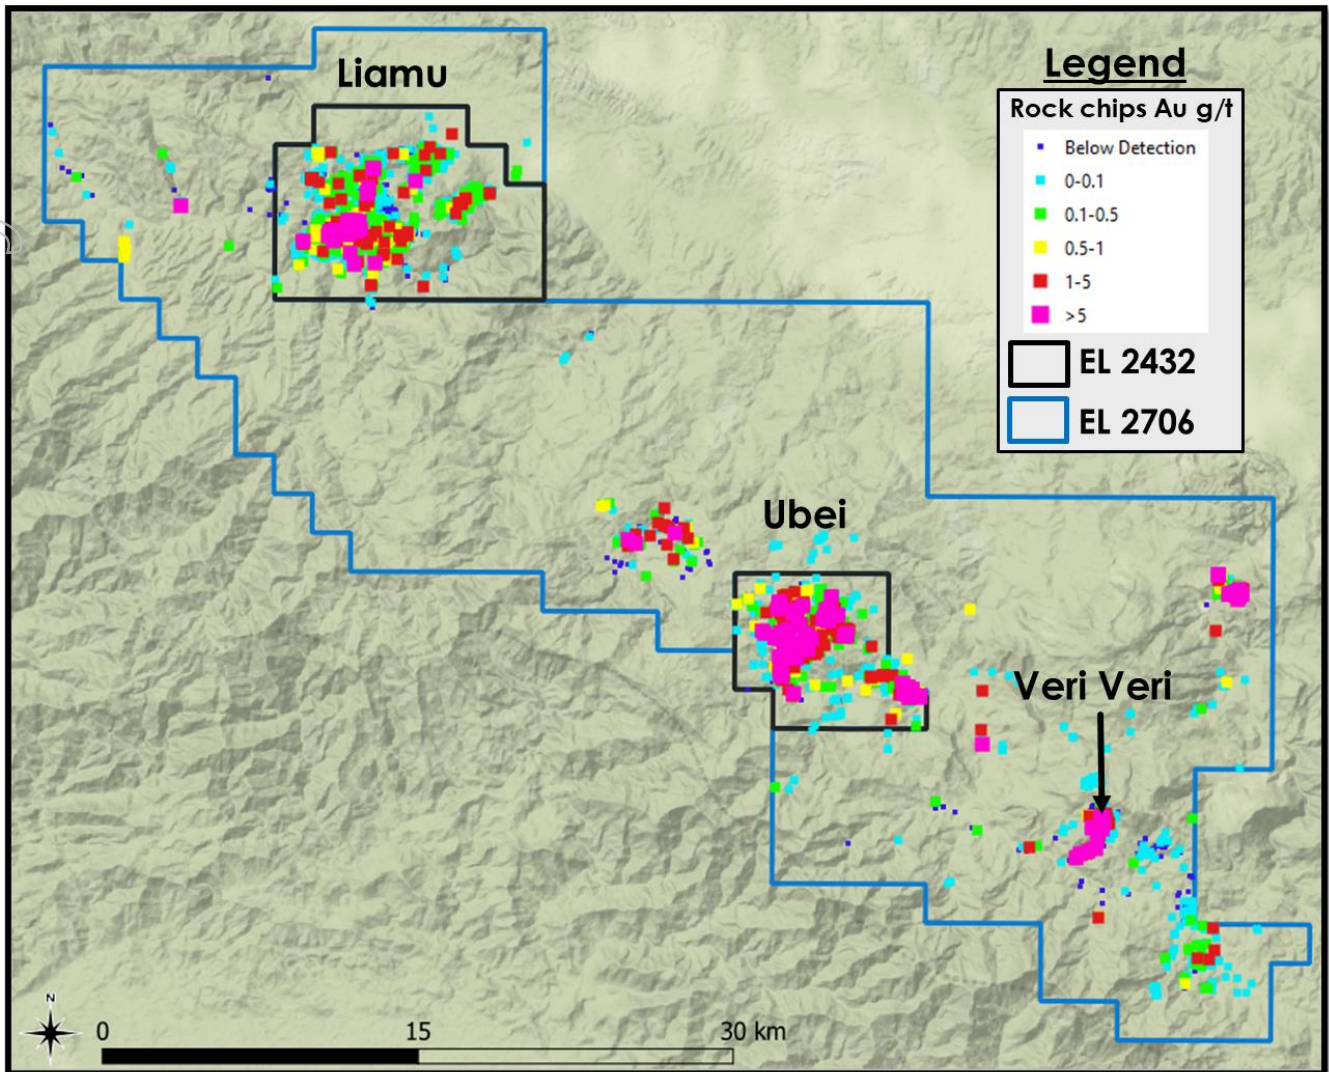 Liamu
Legend
Rock chips Au g/t
Below Detection
0-0.1
0.1-0.5
0.5-1
1-5
>5
EL 2432
EL 2706
Ubei
Veri Veri
N
0 15 30 km